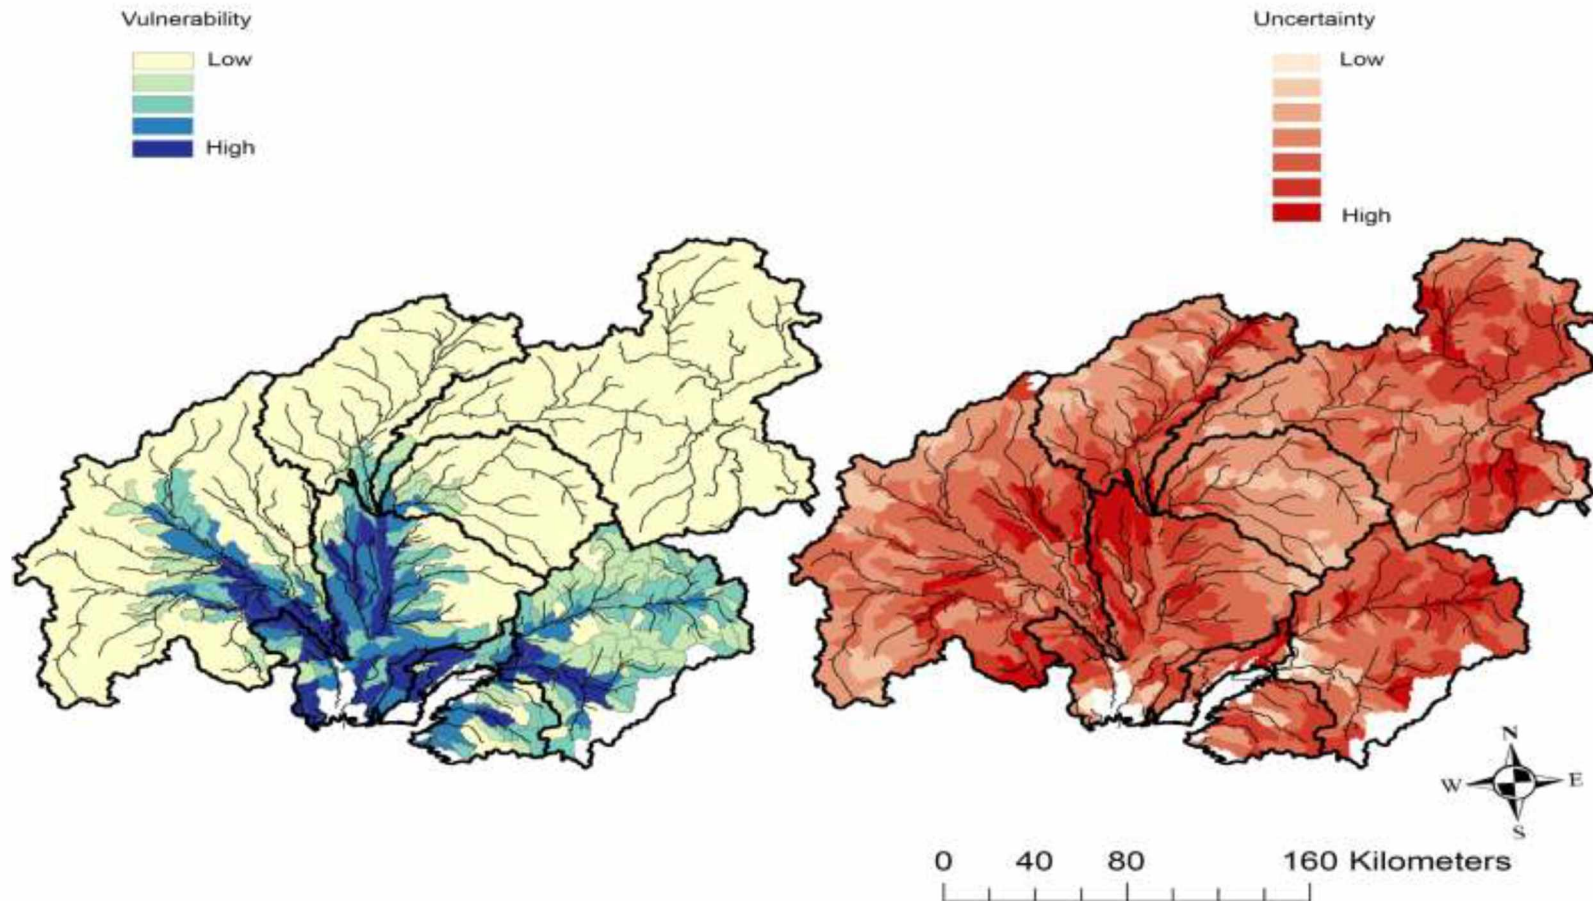 Vulnerability
Low
High
Uncertainty
Low
High
N
W E
S
0 40 80 160 Kilometers